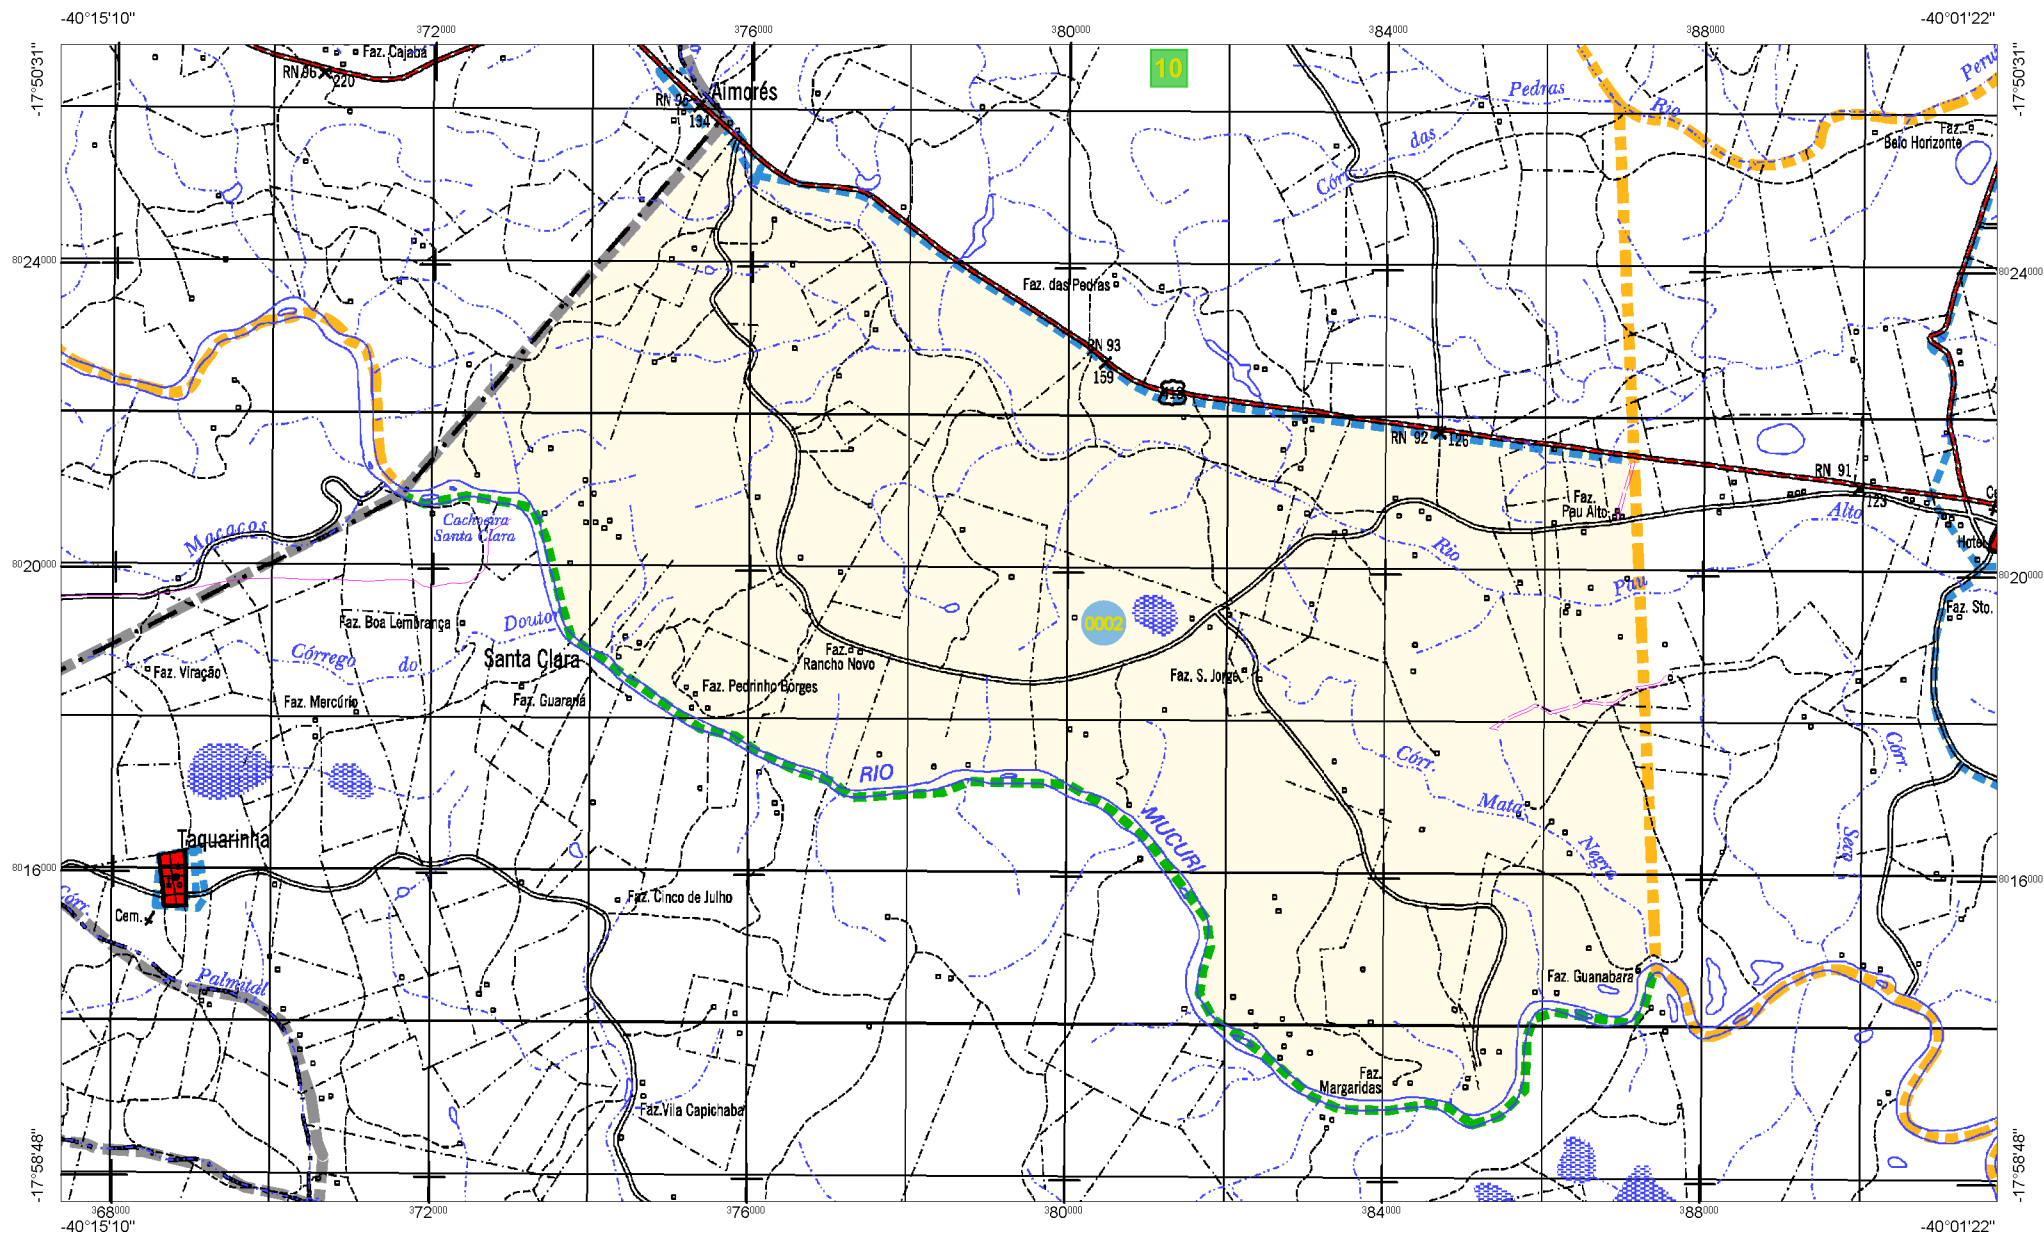 -40°15'10"
-40°01'22"
372000
376000
380000
384000
388000
-17°50'31"
-17°50'31"
Faz. Cajabá
RN 96
220
10
Pedras
Rio
RN 95
Aimorés
134
das
Córr.
Faz.
Belo Horizonte
8024000
8024000
Faz. das Pedras
RN 93
159
418
RN 92
126
RN 91
123
Faz.
Pau Alto
Alto
Macacos
Cachoeira
Santa Clara
Rio
Hotel
8020000
Pau
8020000
0002
Faz. Sto.
Faz. Boa Lembrança
Doutor
Córrego
do
Santa Clara
Faz.
Rancho Novo
Faz. Viração
Faz. S. Jorge
Faz. Pedrinho Borges
Faz. Mercúrio
Faz. Guaraná
Córr.
Córr.
RIO
Mata
MUCURI
Negra
Seco
Taquarinha
8016000
8016000
Córr.
Cem.
Faz. Cinco de Julho
Palmital
Faz. Guanabara
Faz.
Margaridas
Faz.Vila Capichaba
-17°58'48"
-17°58'48"
368000
372000
376000
380000
384000
388000
-40°15'10"
-40°01'22"